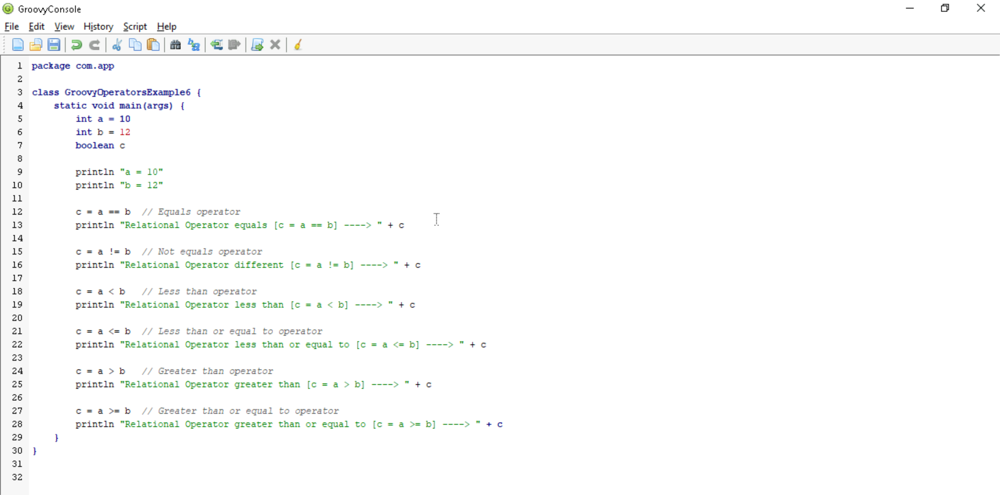 GroovyConsole
File Edit View History Script Help
1 package com.app
2
3 class GroovyOperatorsExample6 {
4     static void main(args) {
5         int a = 10
6         int b = 12
7         boolean c
8
9         println "a = 10"
10         println "b = 12"
11
12         c = a == b  // Equals operator
13         println "Relational Operator equals [c = a == b] ----> " + c
14
15         c = a != b  // Not equals operator
16         println "Relational Operator different [c = a != b] ----> " + c
17
18         c = a < b   // Less than operator
19         println "Relational Operator less than [c = a < b] ----> " + c
20
21         c = a <= b  // Less than or equal to operator
22         println "Relational Operator less than or equal to [c = a <= b] ----> " + c
23
24         c = a > b   // Greater than operator
25         println "Relational Operator greater than [c = a > b] ----> " + c
26
27         c = a >= b  // Greater than or equal to operator
28         println "Relational Operator greater than or equal to [c = a >= b] ----> " + c
29     }
30 }
31
32